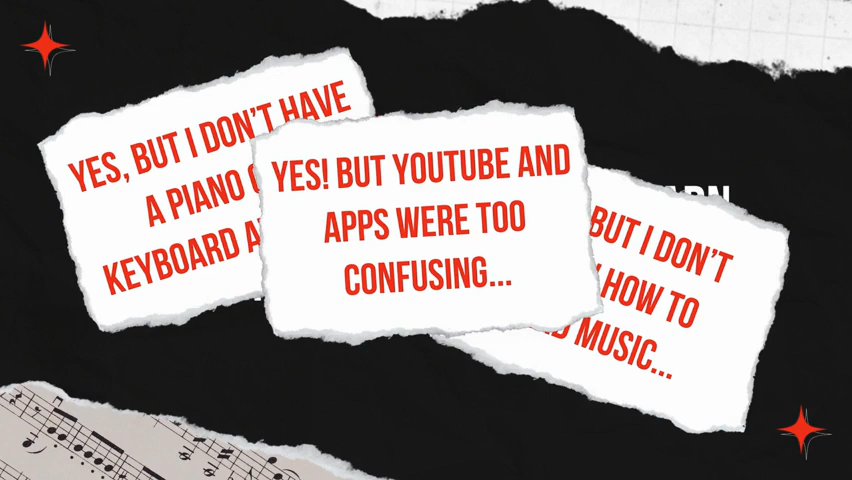 YES, BUT I DON'T HAVE
A PIANO
KEYBOARD
YES! BUT YOUTUBE AND
APPS WERE TOO
CONFUSING...
BUT I DON'T
HOW TO
MUSIC...